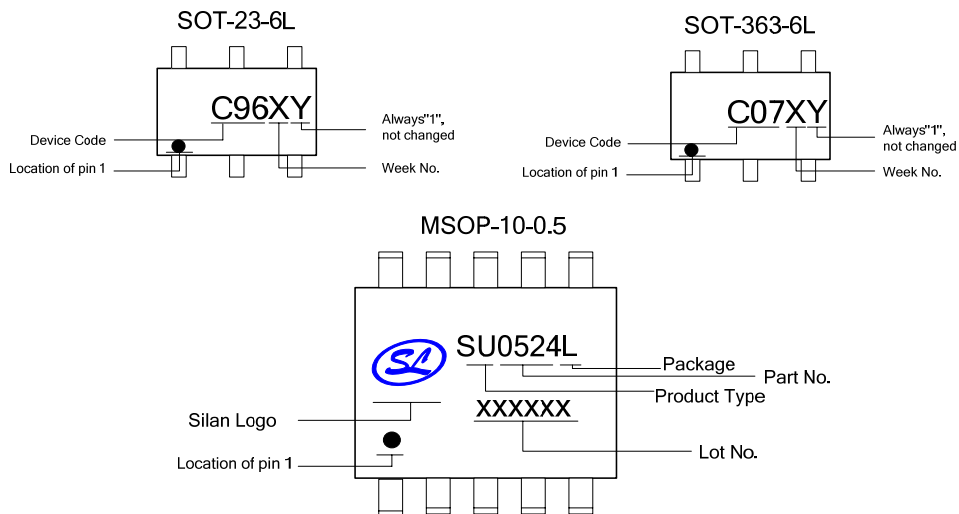 SOT-23-6L
C96XY
Device Code
Location of pin 1
Always"1",
not changed
Week No.
SOT-363-6L
C07XY
Device Code
Location of pin 1
Always"1",
not changed
Week No.
MSOP-10-0.5
SL
SU0524L
Package
Part No.
Product Type
xxxxxx
Silan Logo
Lot No.
Location of pin 1